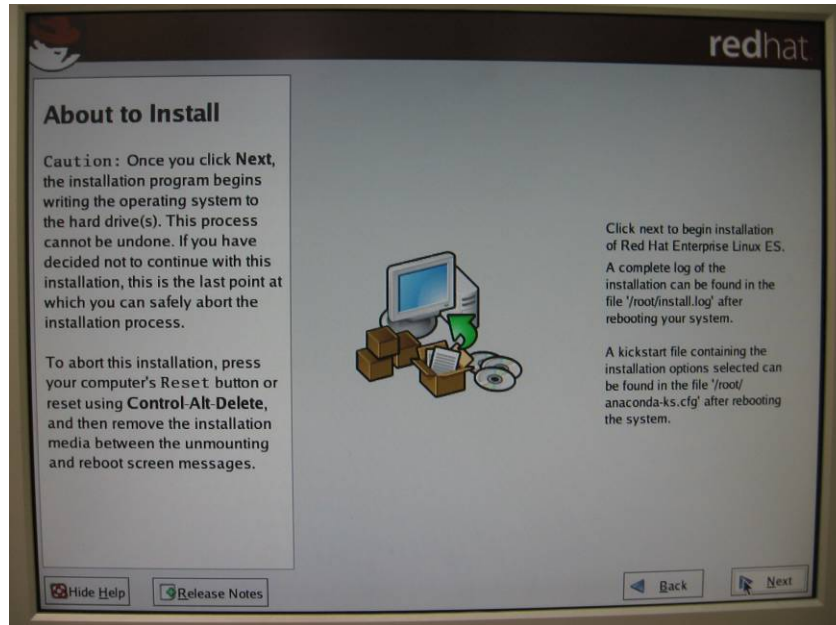 redhat
About to Install
Caution: Once you click Next,
the installation program begins
writing the operating system to
the hard drive(s). This process
cannot be undone. If you have
decided not to continue with this
installation, this is the last point at
which you can safely abort the
installation process.
To abort this installation, press
your computer's Reset button or
reset using Control-Alt-Delete,
and then remove the installation
media between the unmounting
and reboot screen messages.
Click next to begin installation
of Red Hat Enterprise Linux ES.
A complete log of the
installation can be found in the
file '/root/install.log' after
rebooting your system.
A kickstart file containing the
installation options selected can
be found in the file '/root/
anaconda-ks.cfg' after rebooting
the system.
Hide Help
Release Notes
Back
Next